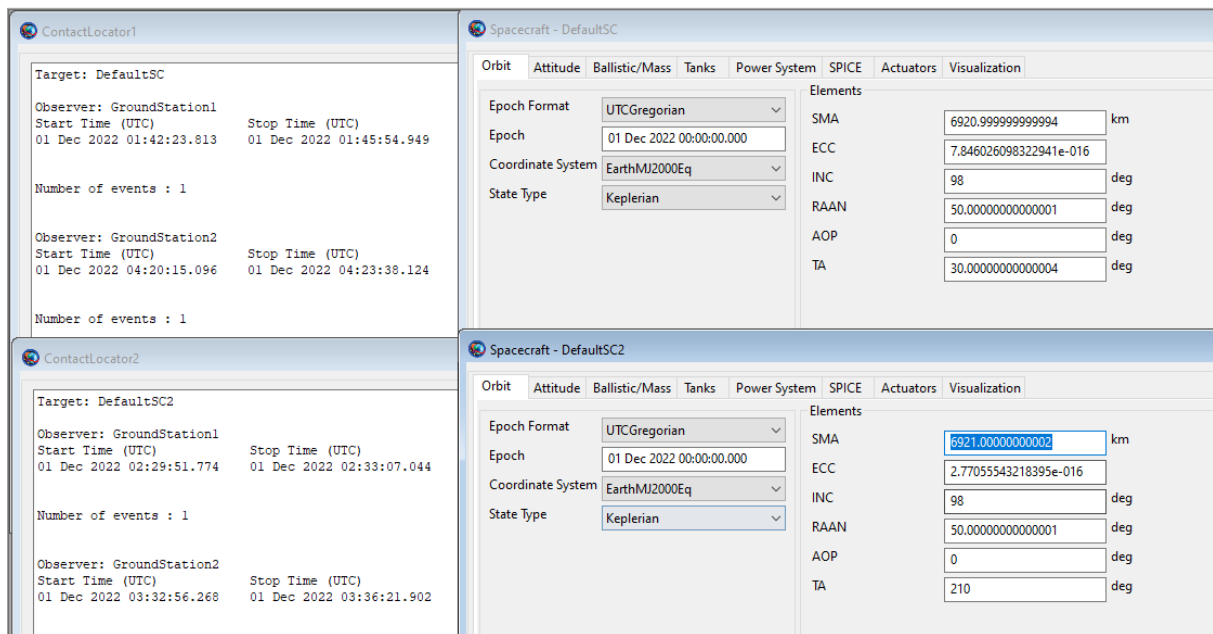 ContactLocator1
Target: DefaultSC
Observer: GroundStation1
Start Time (UTC) Stop Time (UTC)
01 Dec 2022 01:42:23.813 01 Dec 2022 01:45:54.949
Number of events : 1
Observer: GroundStation2
Start Time (UTC) Stop Time (UTC)
01 Dec 2022 04:20:15.096 01 Dec 2022 04:23:38.124
Number of events : 1
Spacecraft - DefaultSC
Orbit Attitude Ballistic/Mass Tanks Power System SPICE Actuators Visualization
Epoch Format UTCGregorian
Epoch 01 Dec 2022 00:00:00.000
Coordinate System EarthMJ2000Eq
State Type Keplerian
Elements
SMA 6920.999999999994 km
ECC 7.846026098322941e-016
INC 98 deg
RAAN 50.00000000000001 deg
AOP 0 deg
TA 30.00000000000004 deg
ContactLocator2
Target: DefaultSC2
Observer: GroundStation1
Start Time (UTC) Stop Time (UTC)
01 Dec 2022 02:29:51.774 01 Dec 2022 02:33:07.044
Number of events : 1
Observer: GroundStation2
Start Time (UTC) Stop Time (UTC)
01 Dec 2022 03:32:56.268 01 Dec 2022 03:36:21.902
Spacecraft - DefaultSC2
Orbit Attitude Ballistic/Mass Tanks Power System SPICE Actuators Visualization
Epoch Format UTCGregorian
Epoch 01 Dec 2022 00:00:00.000
Coordinate System EarthMJ2000Eq
State Type Keplerian
Elements
SMA 6921.00000000002 km
ECC 2.77055543218395e-016
INC 98 deg
RAAN 50.00000000000001 deg
AOP 0 deg
TA 210 deg